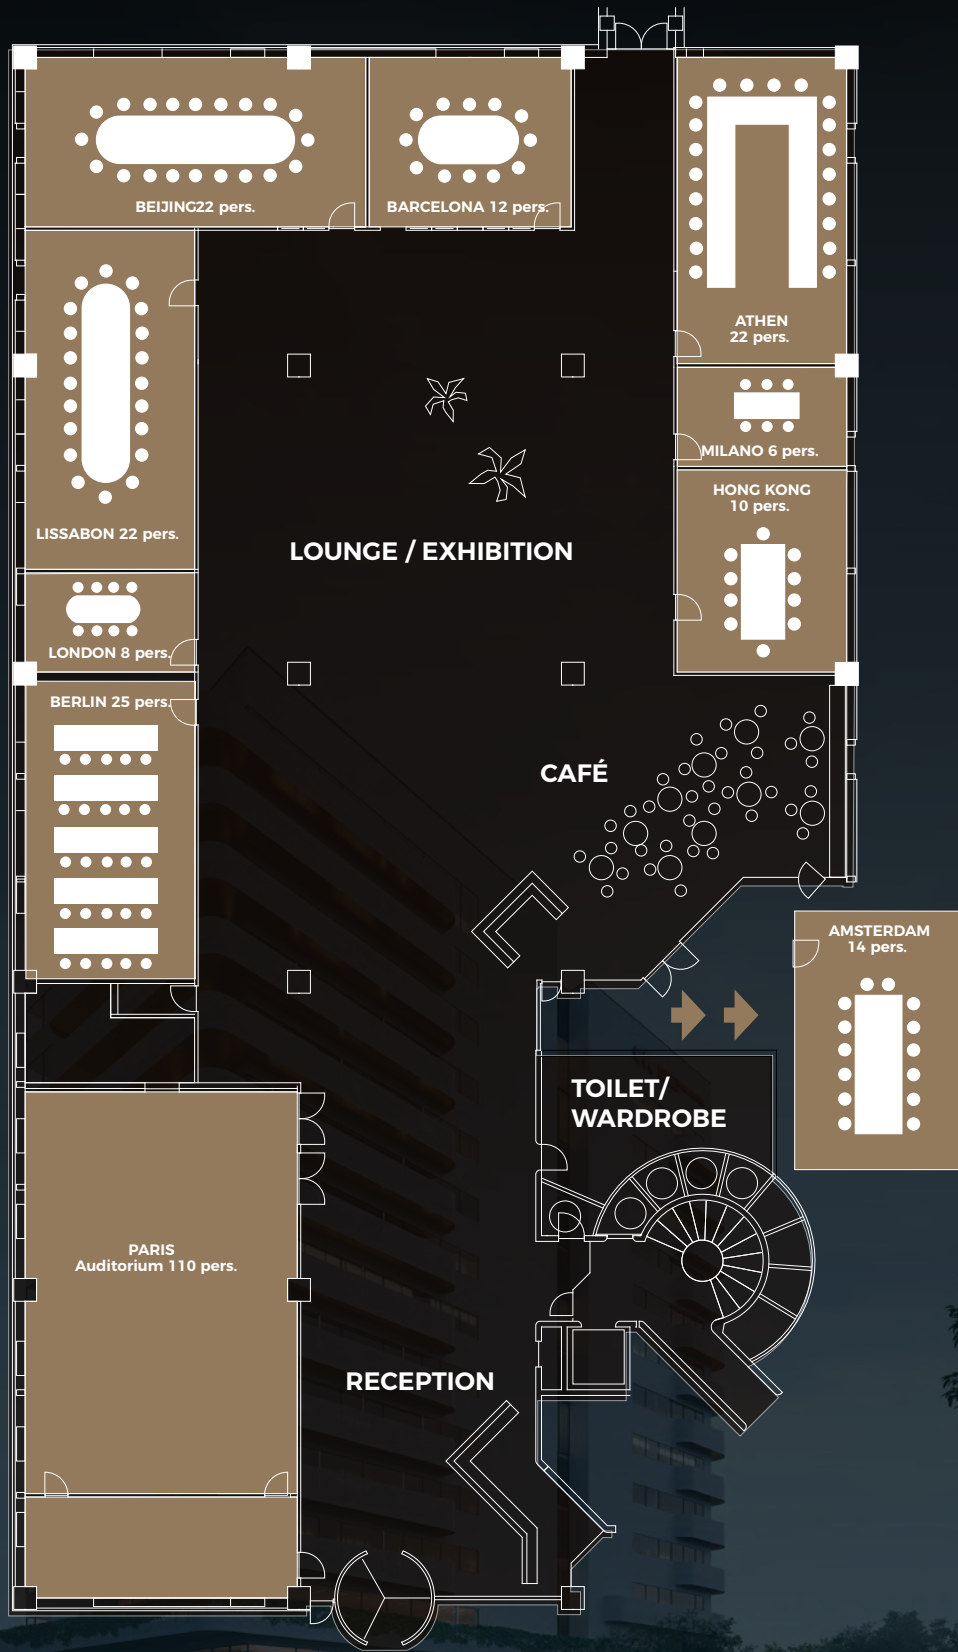 BEIJING22 pers.
BARCELONA 12 pers.
ATHEN
22 pers.
MILANO 6 pers.
HONG KONG
10 pers.
LISSABON 22 pers.
LOUNGE / EXHIBITION
LONDON 8 pers.
BERLIN 25 pers.
CAFÉ
AMSTERDAM
14 pers.
TOILET/
WARDROBE
PARIS
Auditorium 110 pers.
RECEPTION